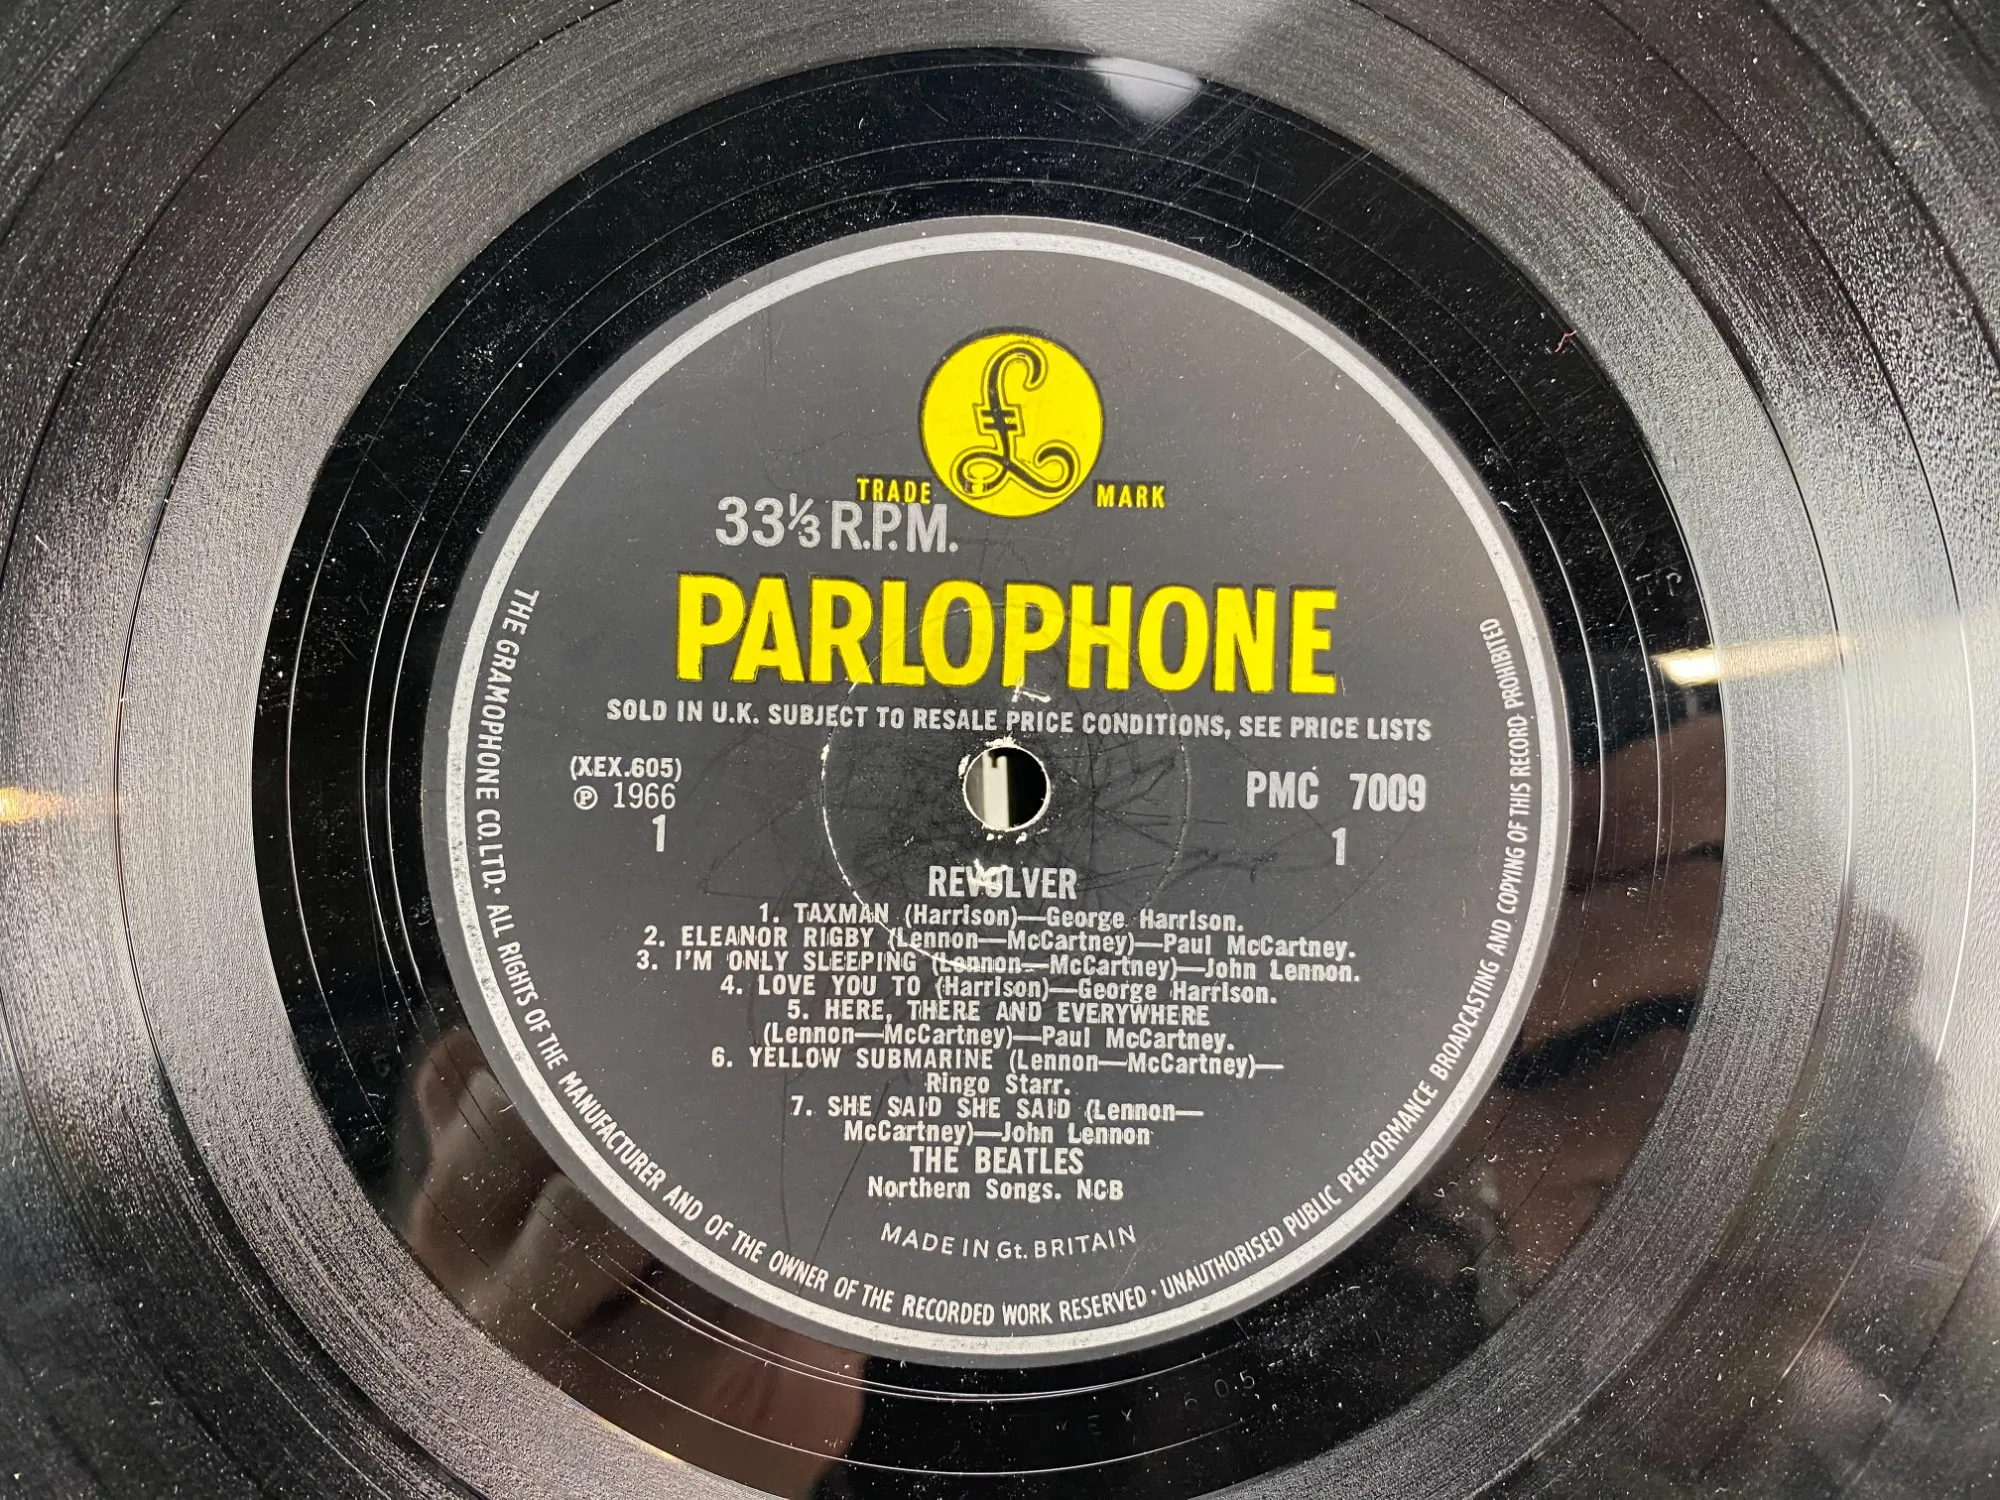 TRADE £ MARK
33⅓ R.P.M.
PARLOPHONE
SOLD IN U.K. SUBJECT TO RESALE PRICE CONDITIONS, SEE PRICE LISTS
(XEX.605)
℗ 1966
1
PMC 7009
1
REVOLVER
1. TAXMAN (Harrison)—George Harrison.
2. ELEANOR RIGBY (Lennon—McCartney)—Paul McCartney.
3. I'M ONLY SLEEPING (Lennon—McCartney)—John Lennon.
4. LOVE YOU TO (Harrison)—George Harrison.
5. HERE, THERE AND EVERYWHERE
(Lennon—McCartney)—Paul McCartney.
6. YELLOW SUBMARINE (Lennon—McCartney)—
Ringo Starr.
7. SHE SAID SHE SAID (Lennon—
McCartney)—John Lennon
THE BEATLES
Northern Songs. NCB
MADE IN Gt. BRITAIN
THE GRAMOPHONE CO. LTD. · ALL RIGHTS OF THE MANUFACTURER AND OF THE OWNER OF THE RECORDED WORK RESERVED · UNAUTHORISED PUBLIC PERFORMANCE BROADCASTING AND COPYING OF THIS RECORD PROHIBITED
XEX 605